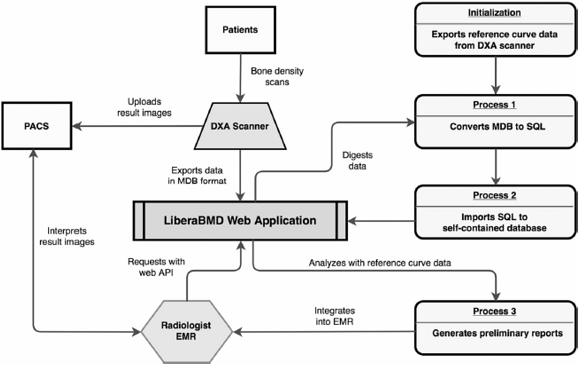 Patients
Initialization
Exports reference curve data
from DXA scanner
Bone density
scans
Uploads
result images
PACS
DXA Scanner
Process 1
Converts MDB to SQL
Exports data
in MDB format
Digests
data
Process 2
Imports SQL to
self-contained database
LiberaBMD Web Application
Interprets
result images
Requests with
web API
Analyzes with reference curve data
Radiologist
EMR
Integrates
into EMR
Process 3
Generates preliminary reports